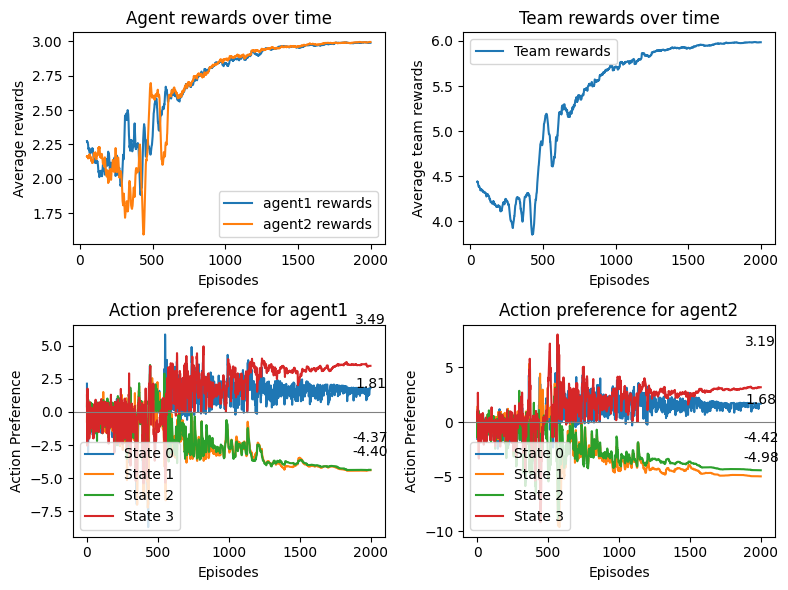 Agent rewards over time
3.00
2.75
2.50
2.25
2.00
1.75
Average rewards
agent1 rewards
agent2 rewards
0 500 1000 1500 2000
Episodes
Team rewards over time
6.0
5.5
5.0
4.5
4.0
Average team rewards
Team rewards
0 500 1000 1500 2000
Episodes
Action preference for agent1
3.49
5.0
2.5
0.0
−2.5
−5.0
−7.5
Action Preference
1.81
-4.37
-4.40
State 0
State 1
State 2
State 3
0 500 1000 1500 2000
Episodes
Action preference for agent2
3.19
5
0
−5
−10
Action Preference
1.68
-4.42
-4.98
State 0
State 1
State 2
State 3
0 500 1000 1500 2000
Episodes